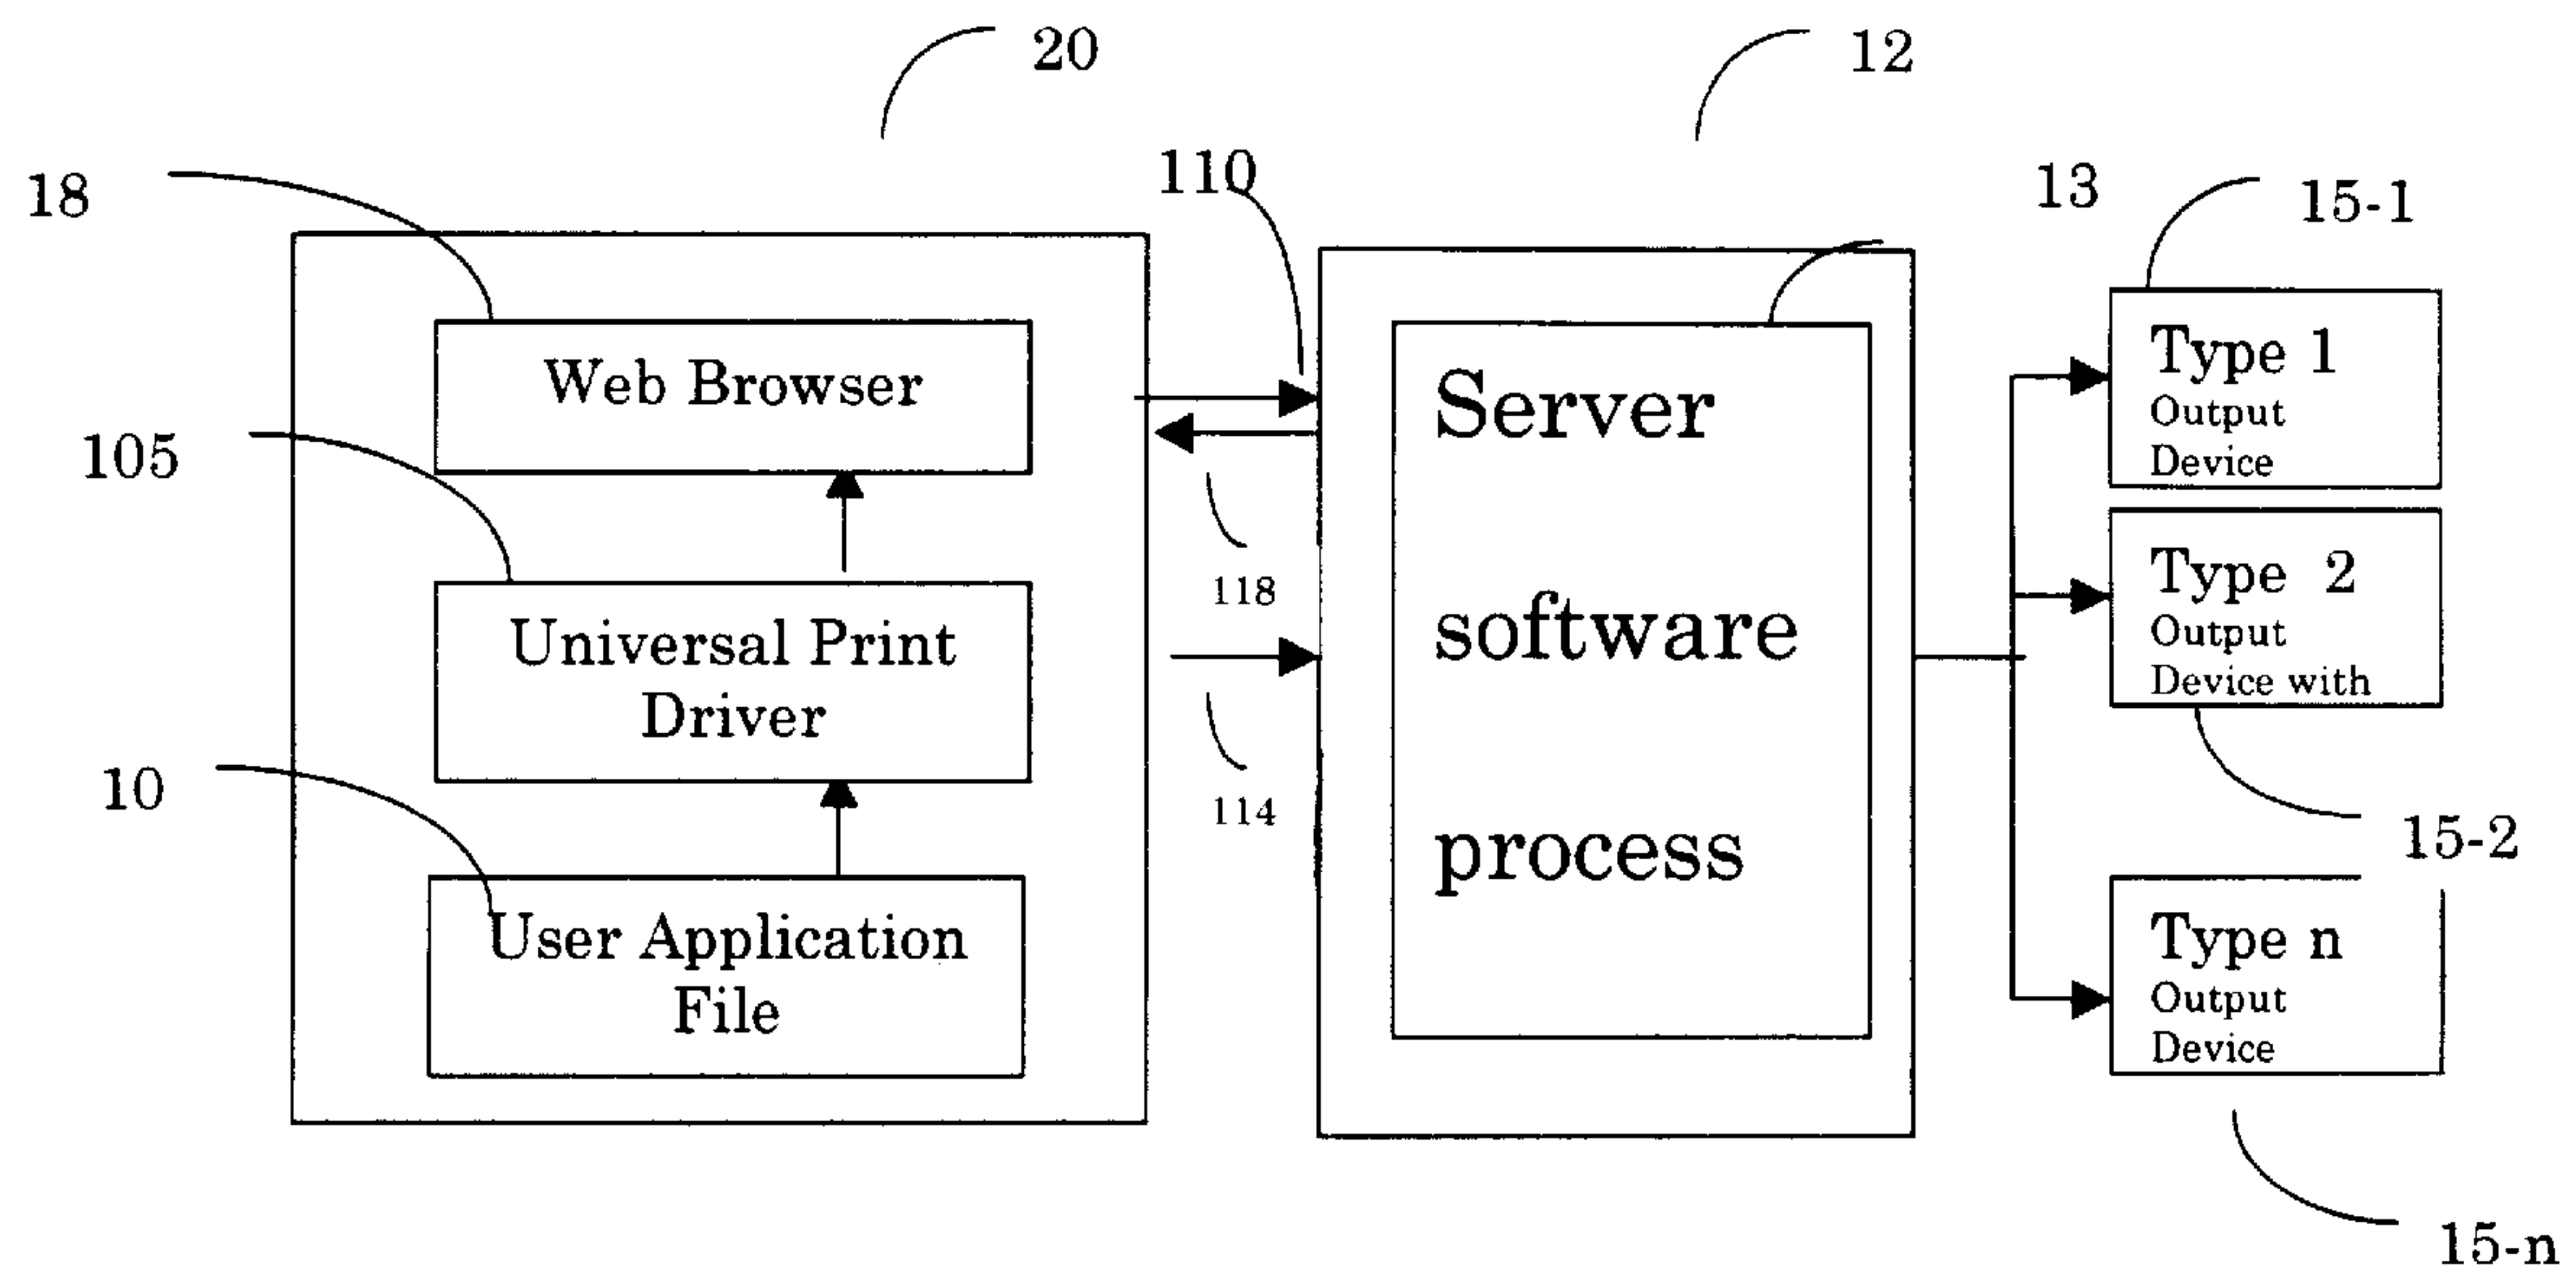 20
12
110
13
15-1
18
Web Browser
105
118
Universal Print
Driver
114
10
User Application
File
Server
software
process
Type 1
Output
Device
Type 2
Output
Device with
15-2
Type n
Output
Device
15-n